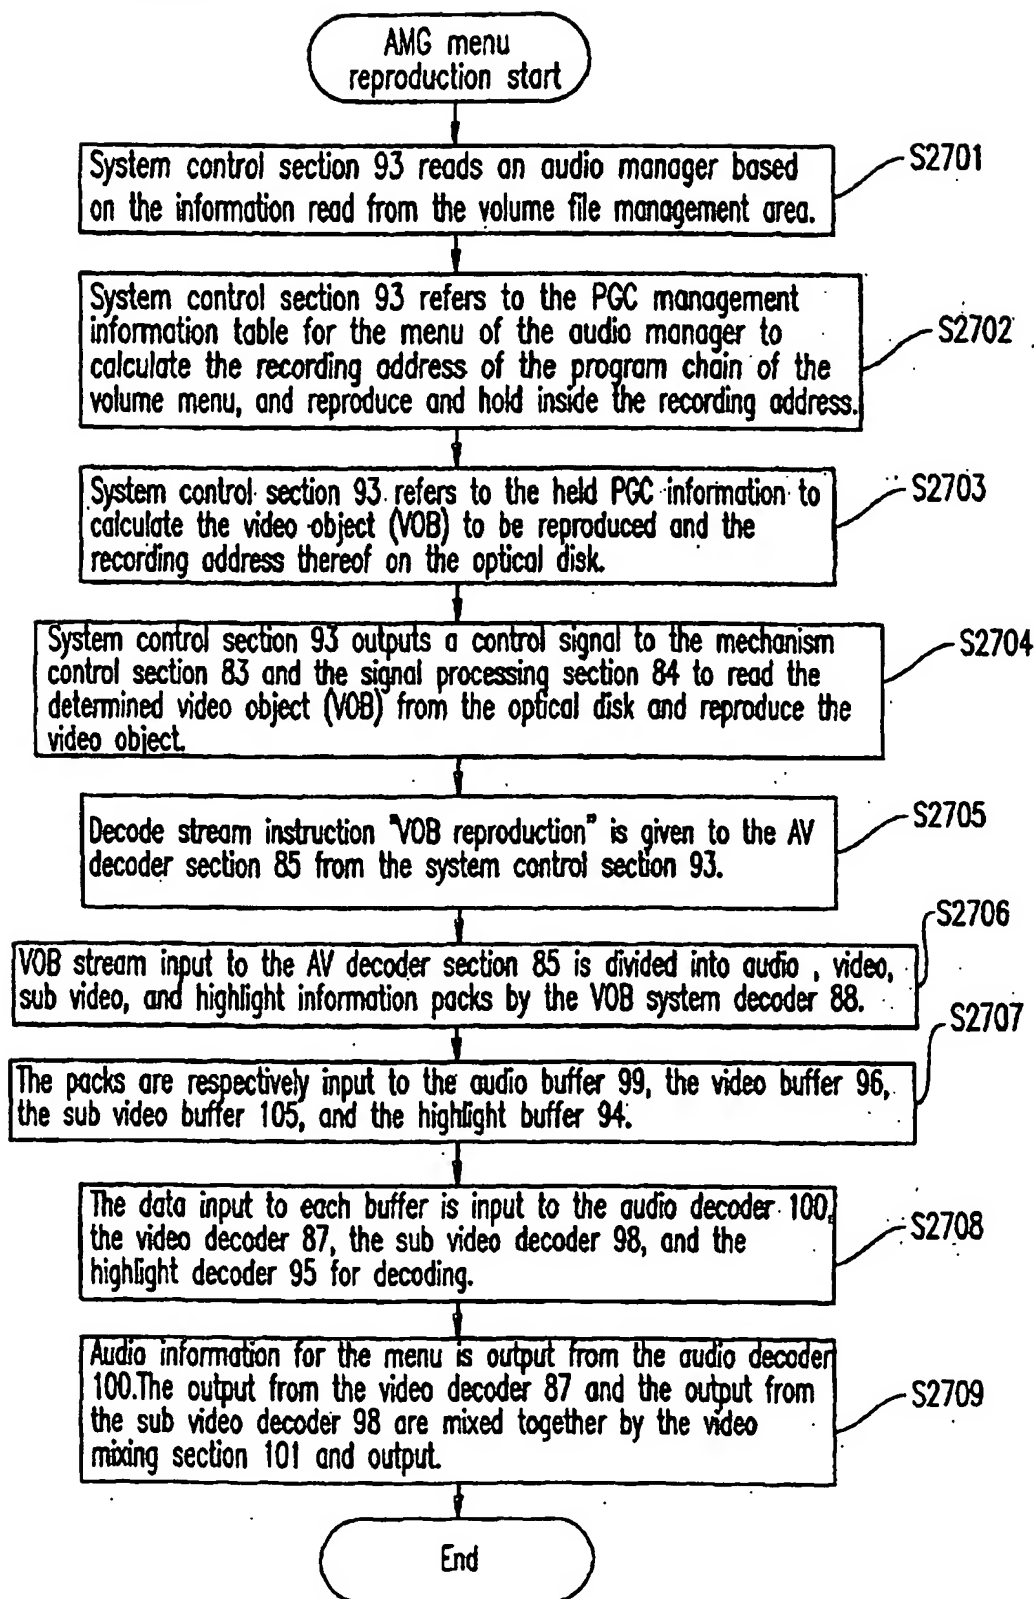 AMG menu
reproduction start
System control section 93 reads an audio manager based
on the information read from the volume file management area.
S2701
System control section 93 refers to the PGC management
information table for the menu of the audio manager to
calculate the recording address of the program chain of the
volume menu, and reproduce and hold inside the recording address.
S2702
System control section 93 refers to the held PGC information to
calculate the video object (VOB) to be reproduced and the
recording address thereof on the optical disk.
S2703
System control section 93 outputs a control signal to the mechanism
control section 83 and the signal processing section 84 to read the
determined video object (VOB) from the optical disk and reproduce the
video object.
S2704
Decode stream instruction "VOB reproduction" is given to the AV
decoder section 85 from the system control section 93.
S2705
VOB stream input to the AV decoder section 85 is divided into audio , video,
sub video, and highlight information packs by the VOB system decoder 88.
S2706
The packs are respectively input to the audio buffer 99, the video buffer 96,
the sub video buffer 105, and the highlight buffer 94.
S2707
The data input to each buffer is input to the audio decoder 100,
the video decoder 87, the sub video decoder 98, and the
highlight decoder 95 for decoding.
S2708
Audio information for the menu is output from the audio decoder
100.The output from the video decoder 87 and the output from
the sub video decoder 98 are mixed together by the video
mixing section 101 and output.
S2709
End